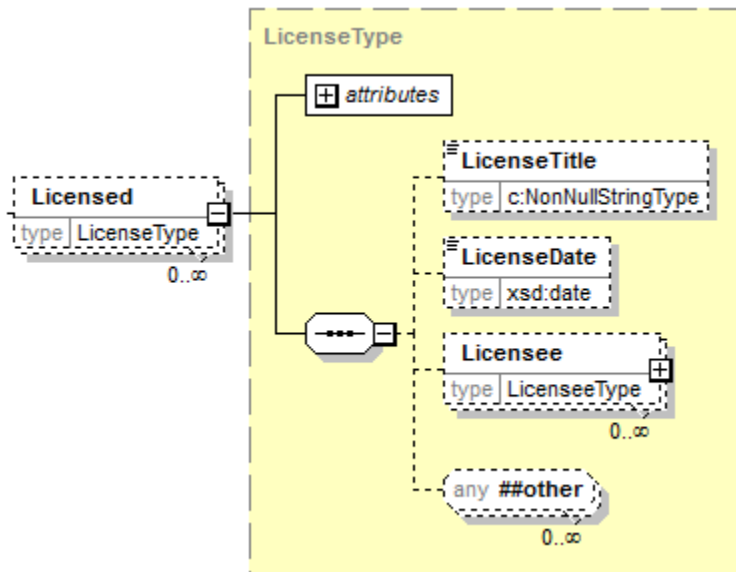 LicenseType
attributes
LicenseTitle
type c:NonNullStringType
Licensed
type LicenseType
0..∞
LicenseDate
type xsd:date
Licensee
type LicenseeType
0..∞
any ##other
0..∞